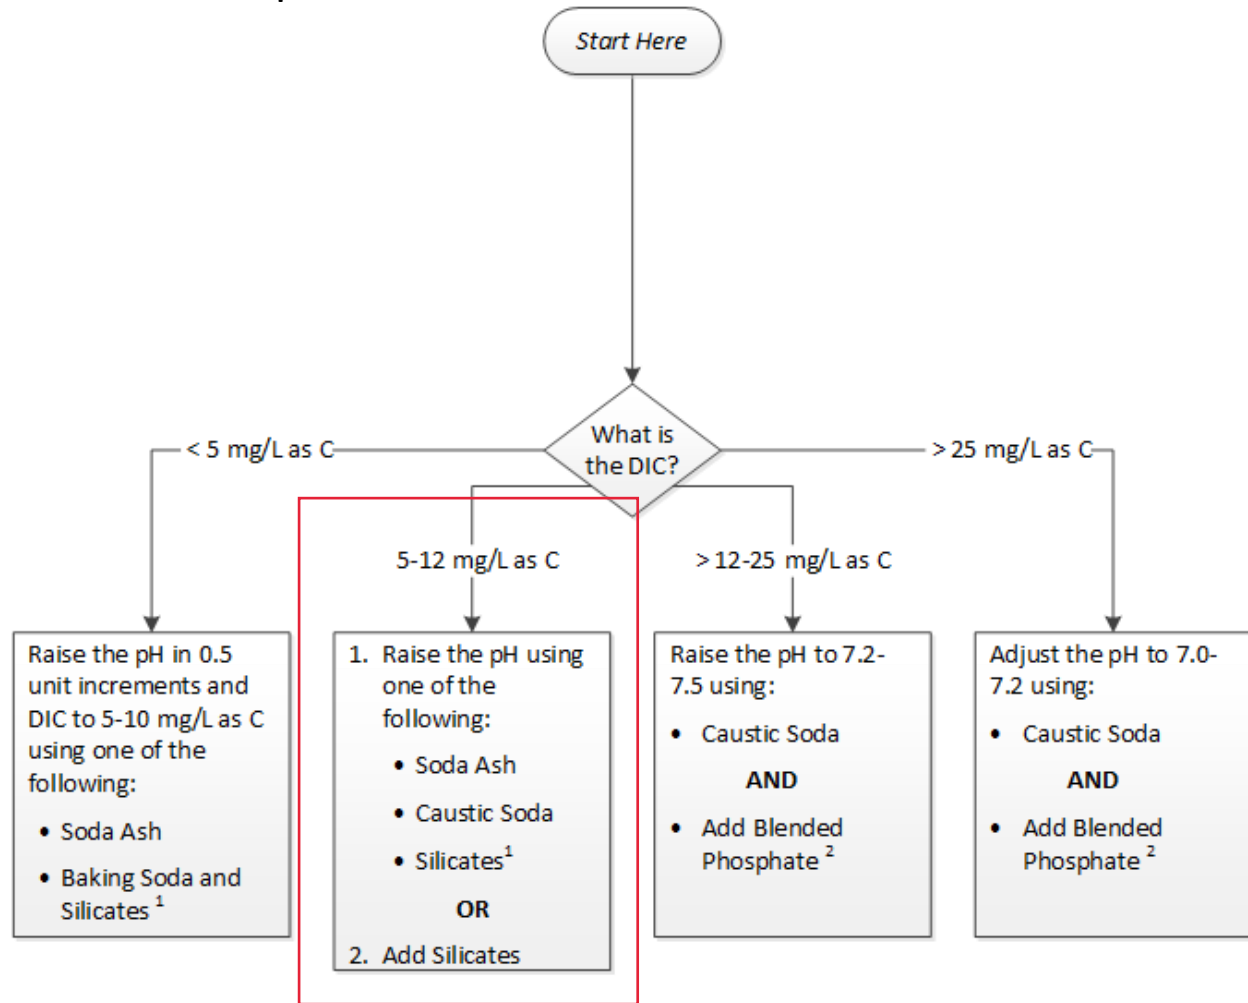 Start Here
What is
the DIC?
< 5 mg/L as C
> 25 mg/L as C
5-12 mg/L as C
> 12-25 mg/L as C
Raise the pH in 0.5
unit increments and
DIC to 5-10 mg/L as C
using one of the
following:
• Soda Ash
• Baking Soda and
Silicates 1
1. Raise the pH using
one of the
following:
• Soda Ash
• Caustic Soda
• Silicates1
OR
2. Add Silicates
Raise the pH to 7.2-
7.5 using:
• Caustic Soda
AND
• Add Blended
Phosphate 2
Adjust the pH to 7.0-
7.2 using:
• Caustic Soda
AND
• Add Blended
Phosphate 2